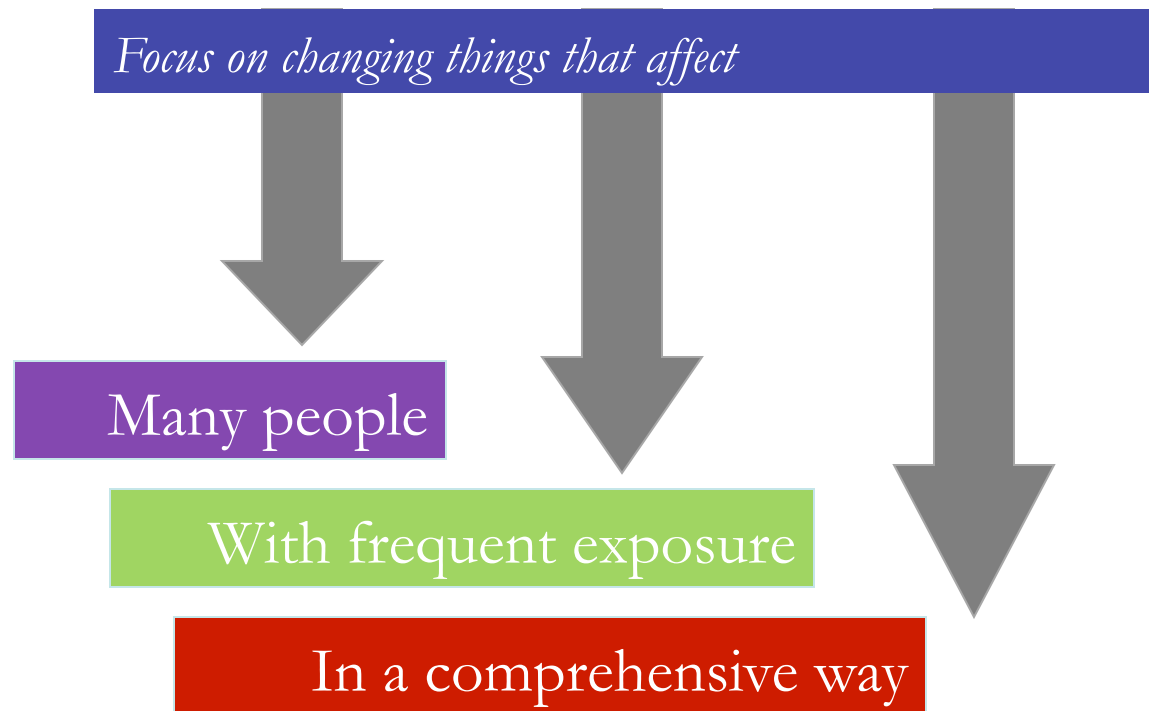 Focus on changing things that affect
Many people
With frequent exposure
In a comprehensive way